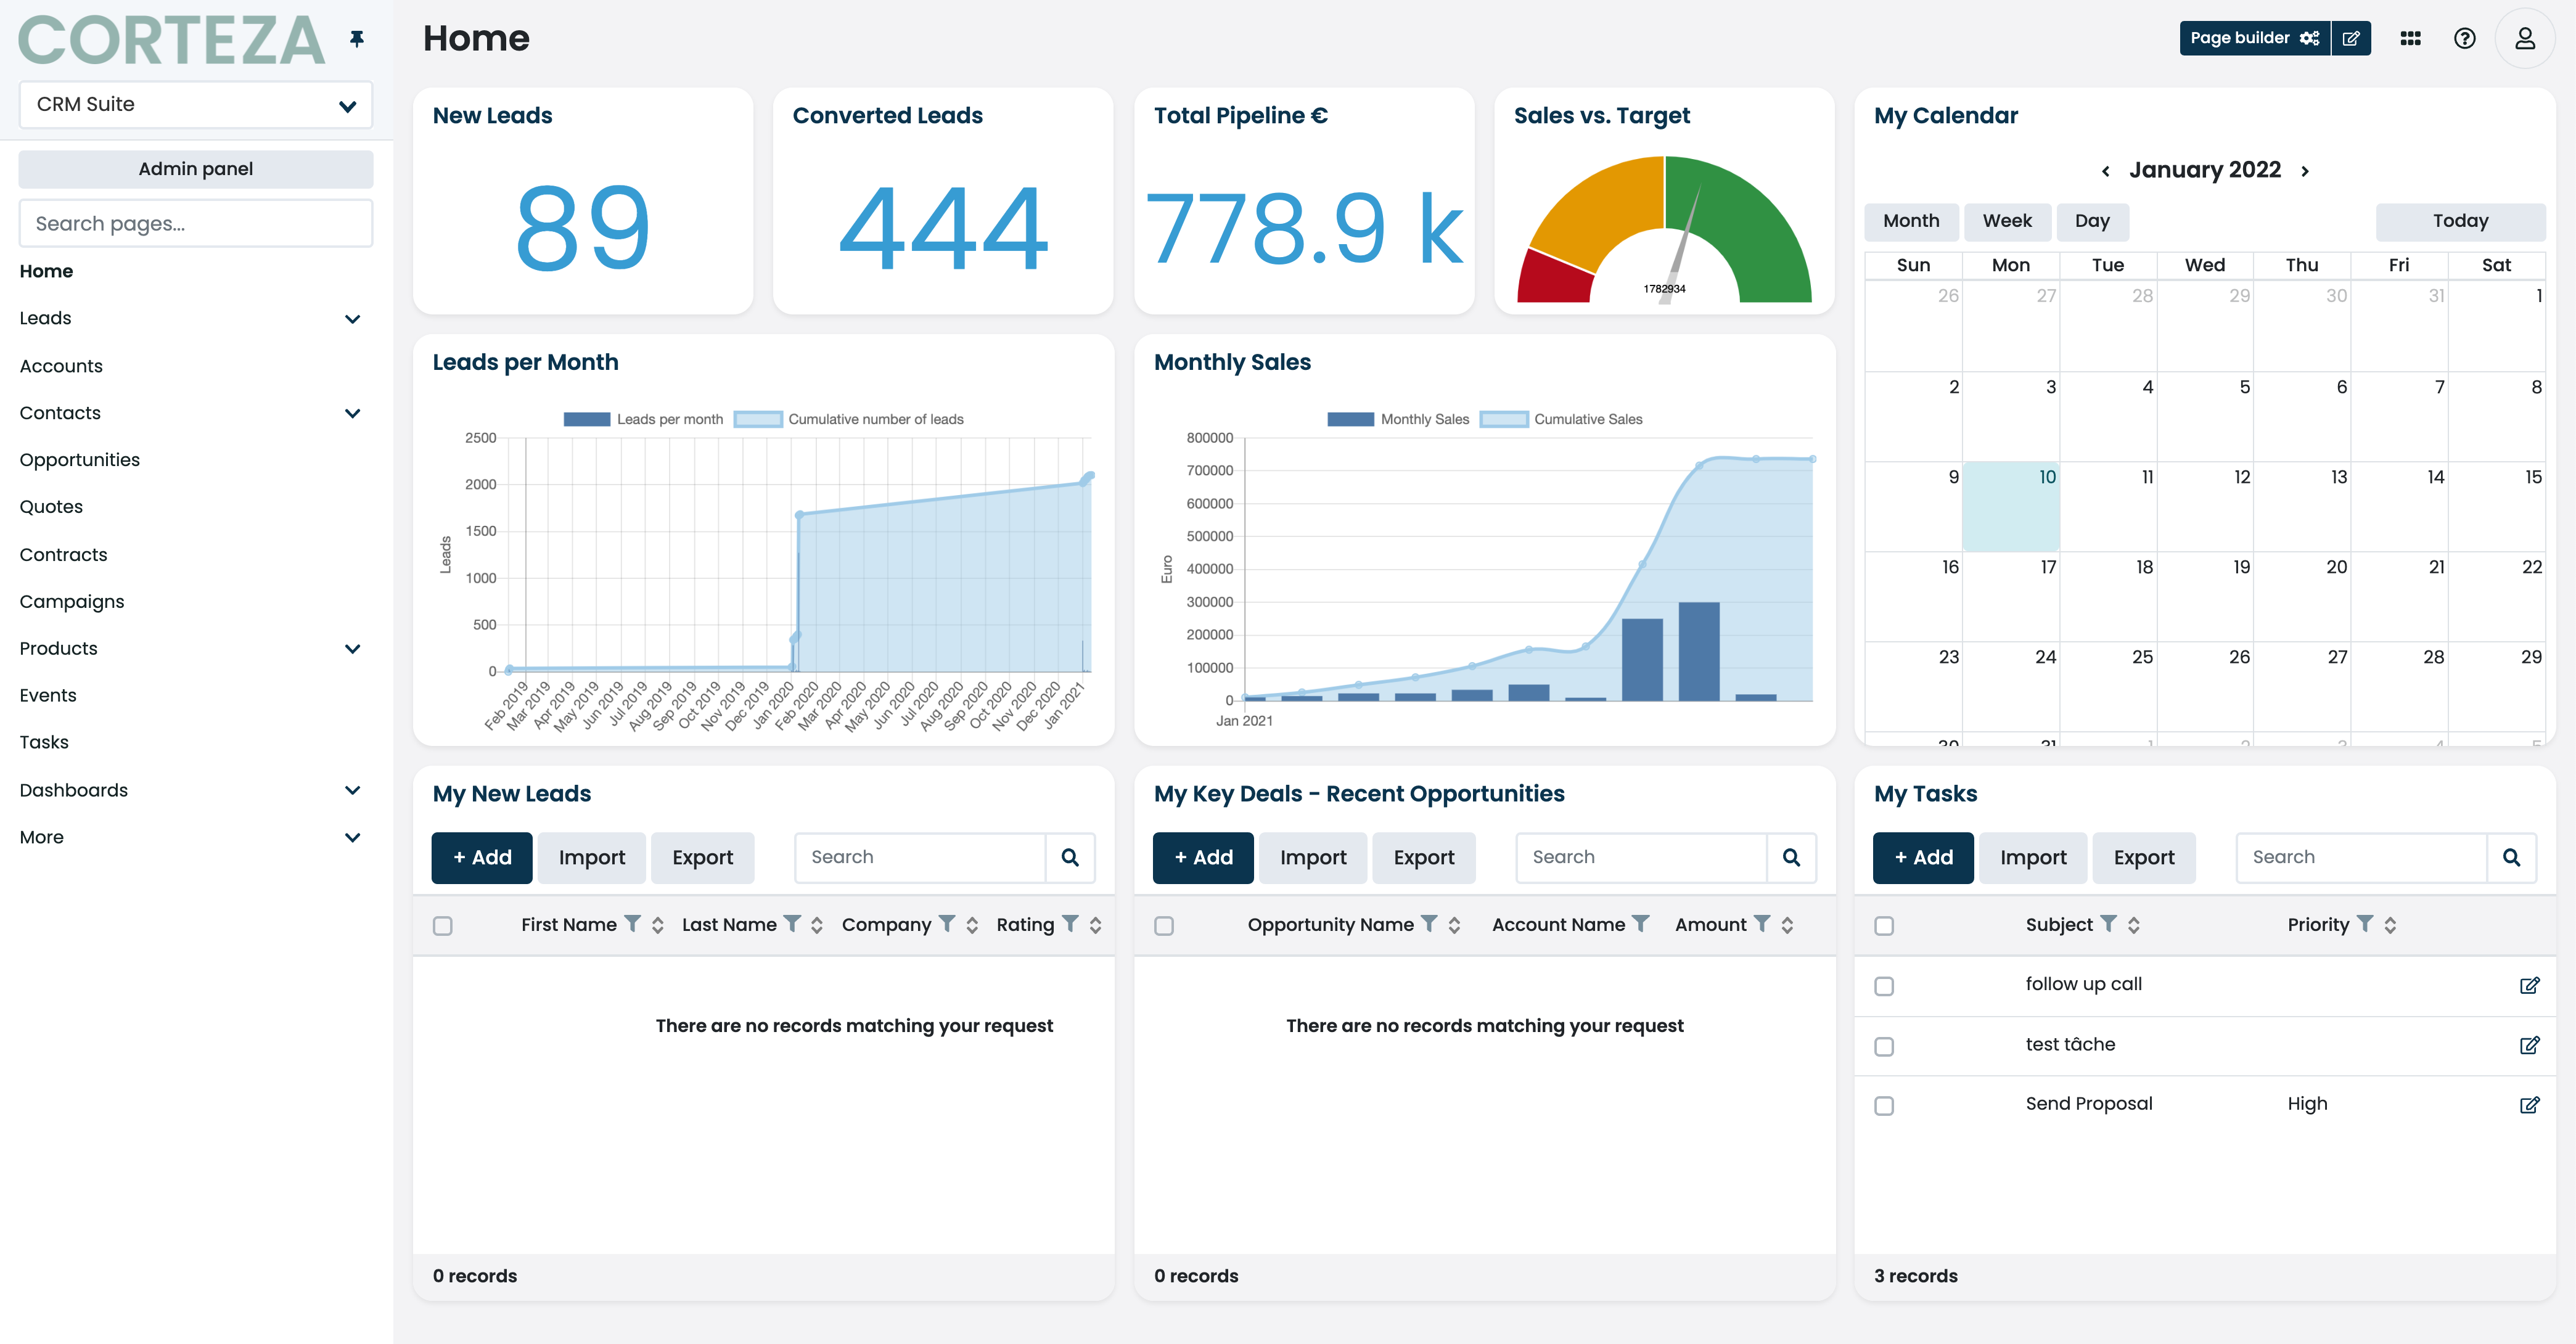 CORTEZA
CRM Suite
Admin panel
Search pages...
Home
Leads
Accounts
Contacts
Opportunities
Quotes
Contracts
Campaigns
Products
Events
Tasks
Dashboards
More
Home
Page builder
New Leads
89
Converted Leads
444
Total Pipeline €
778.9 k
Sales vs. Target
1782934
Leads per Month
Leads per month Cumulative number of leads
2500
2000
1500
1000
500
0
Leads
Feb 2019 Mar 2019 Apr 2019 May 2019 Jun 2019 Jul 2019 Aug 2019 Sep 2019 Oct 2019 Nov 2019 Dec 2019 Jan 2020 Feb 2020 Mar 2020 Apr 2020 May 2020 Jun 2020 Jul 2020 Aug 2020 Sep 2020 Oct 2020 Nov 2020 Dec 2020 Jan 2021
Monthly Sales
Monthly Sales Cumulative Sales
800000
700000
600000
500000
400000
300000
200000
100000
0
Euro
Jan 2021
My Calendar
January 2022
Month Week Day Today
Sun Mon Tue Wed Thu Fri Sat
26 27 28 29 30 31 1
2 3 4 5 6 7 8
9 10 11 12 13 14 15
16 17 18 19 20 21 22
23 24 25 26 27 28 29
30 31 1 2 3 4 5
My New Leads
+ Add Import Export Search
First Name Last Name Company Rating
There are no records matching your request
0 records
My Key Deals - Recent Opportunities
+ Add Import Export Search
Opportunity Name Account Name Amount
There are no records matching your request
0 records
My Tasks
+ Add Import Export Search
Subject Priority
follow up call
test tâche
Send Proposal High
3 records